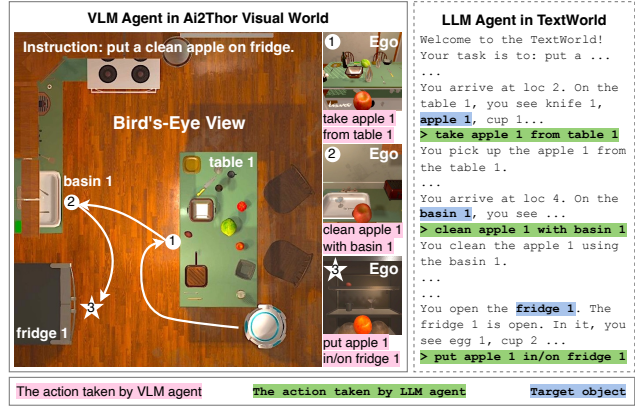 VLM Agent in Ai2Thor Visual World
Instruction: put a clean apple on fridge.
Bird's-Eye View
basin 1
2
table 1
1
3
fridge 1
1
Ego
take apple 1
from table 1
2
Ego
clean apple 1
with basin 1
3
Ego
put apple 1
in/on fridge 1
LLM Agent in TextWorld
Welcome to the TextWorld!
Your task is to: put a ...
...
You arrive at loc 2. On the
table 1, you see knife 1,
apple 1, cup 1...
> take apple 1 from table 1
You pick up the apple 1 from
the table 1.
...
You arrive at loc 4. On the
basin 1, you see ...
> clean apple 1 with basin 1
You clean the apple 1 using
the basin 1.
...
...
You open the fridge 1. The
fridge 1 is open. In it, you
see egg 1, cup 2 ...
> put apple 1 in/on fridge 1
The action taken by VLM agent
The action taken by LLM agent
Target object